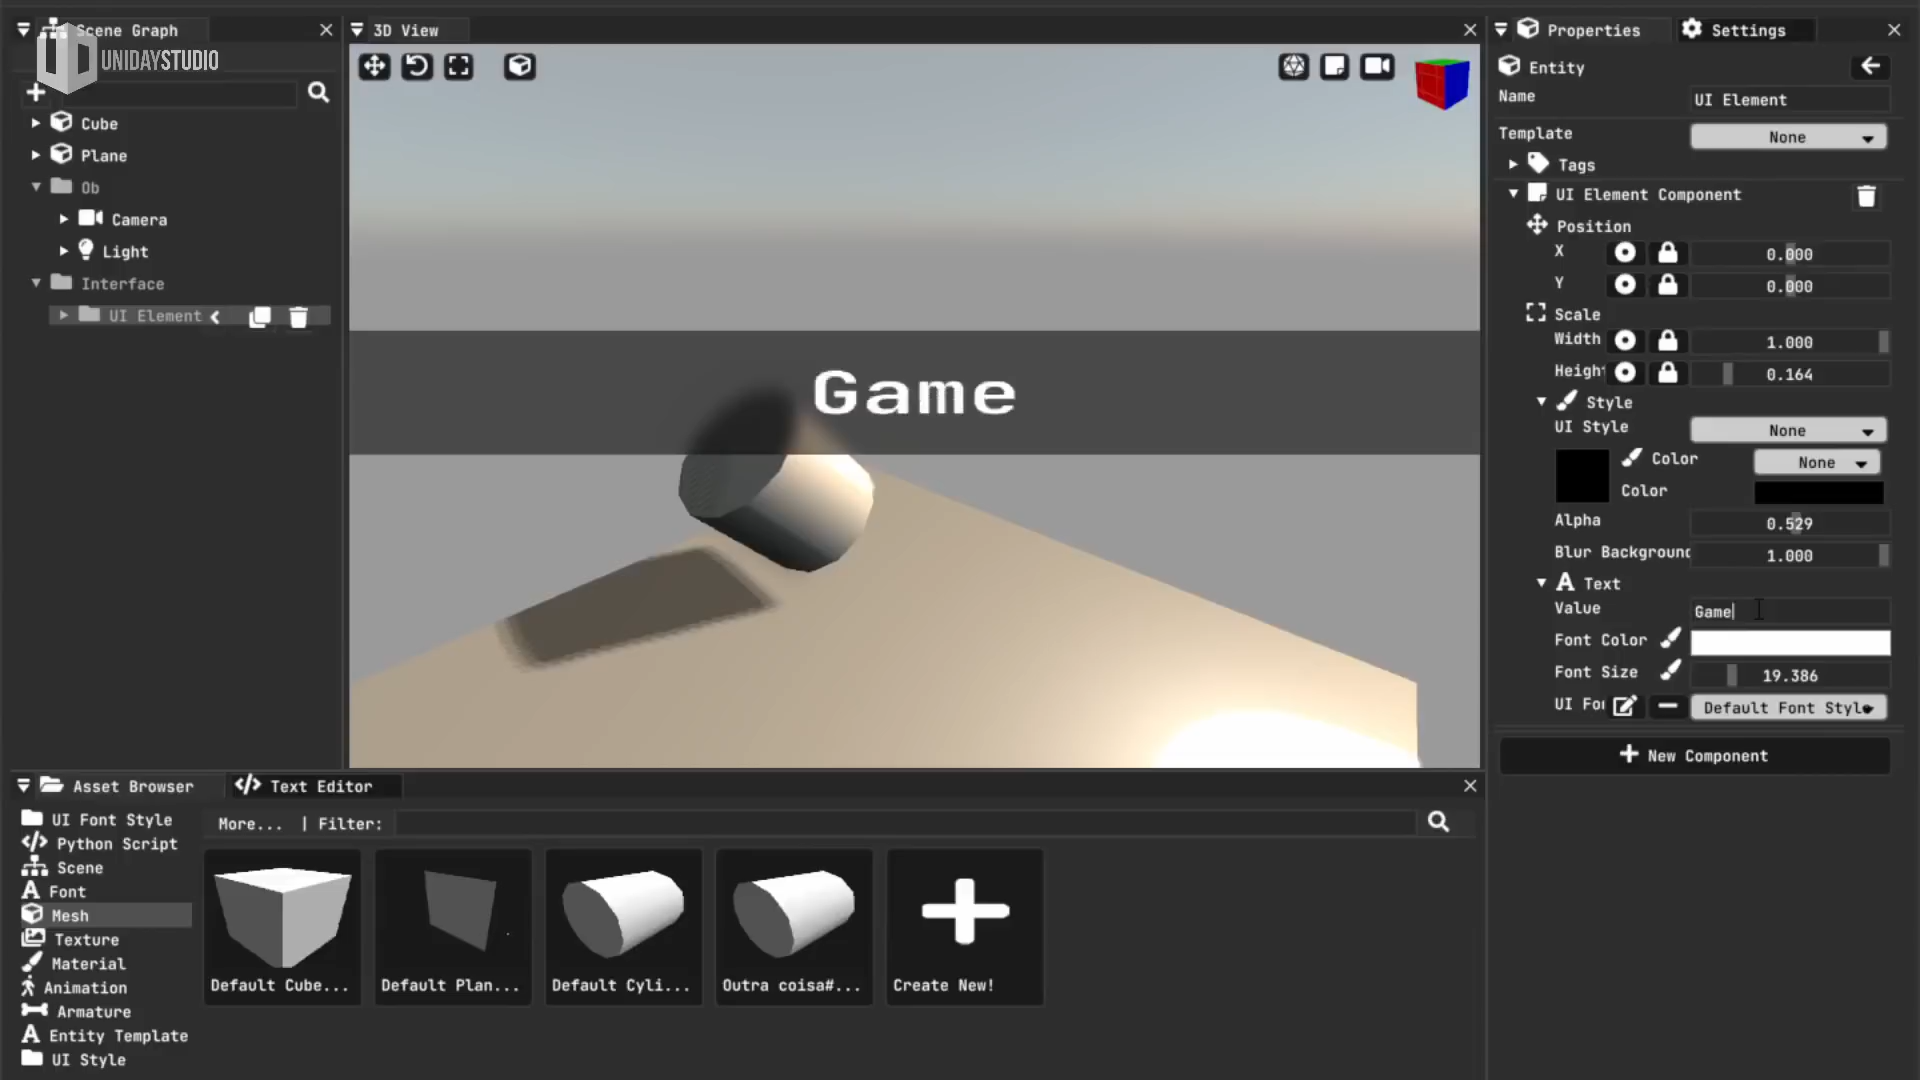 Scene Graph
UNIDAYSTUDIO
Cube
Plane
Ob
Camera
Light
Interface
UI Element
3D View
Game
Properties
Settings
Entity
Name UI Element
Template None
Tags
UI Element Component
Position
X 0.000
Y 0.000
Scale
Width 1.000
Height 0.164
Style
UI Style None
Color None
Color
Alpha 0.529
Blur Background 1.000
Text
Value Game
Font Color
Font Size 19.386
UI Fo Default Font Styl
New Component
Asset Browser
Text Editor
UI Font Style
Python Script
Scene
Font
Mesh
Texture
Material
Animation
Armature
Entity Template
UI Style
More... | Filter:
Default Cube...
Default Plan...
Default Cyli...
Outra coisa#...
Create New!